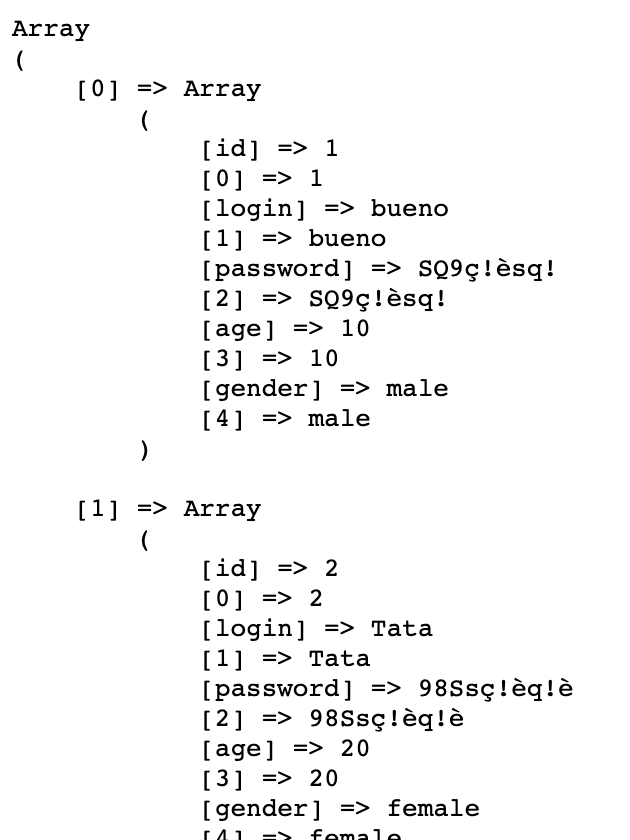 Array
(
    [0] => Array
        (
            [id] => 1
            [0] => 1
            [login] => bueno
            [1] => bueno
            [password] => SQ9ç!èsq!
            [2] => SQ9ç!èsq!
            [age] => 10
            [3] => 10
            [gender] => male
            [4] => male
        )

    [1] => Array
        (
            [id] => 2
            [0] => 2
            [login] => Tata
            [1] => Tata
            [password] => 98Ssç!èq!è
            [2] => 98Ssç!èq!è
            [age] => 20
            [3] => 20
            [gender] => female
            [4] => female